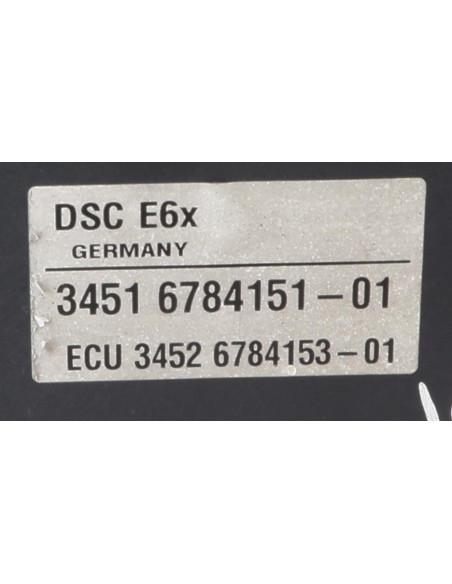 DSC E6x
GERMANY
3451 6784151-01
ECU 3452 6784153-01